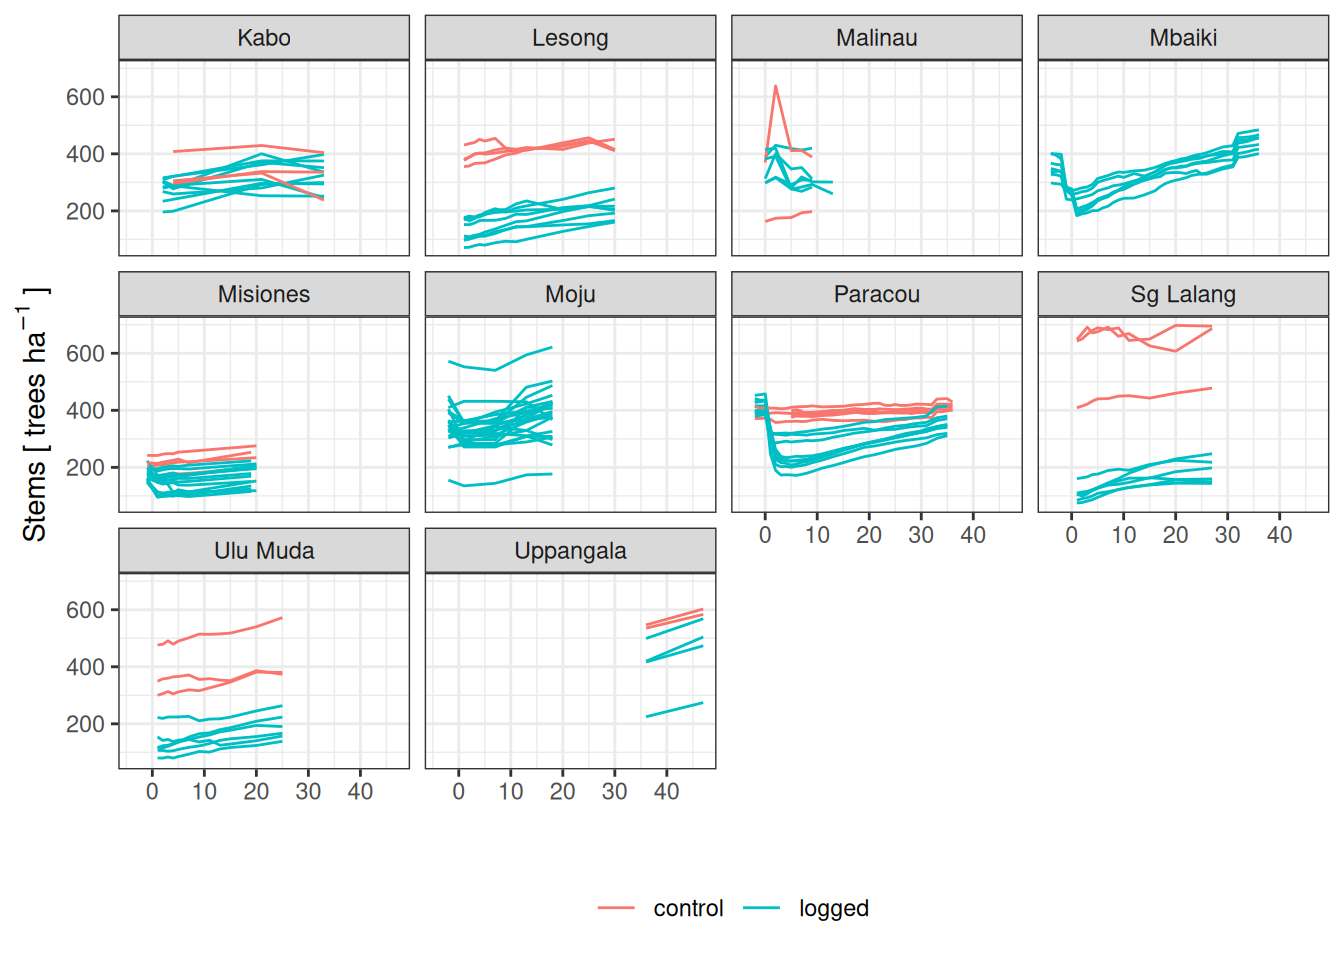 Kabo Lesong Malinau Mbaiki
600
400
200
Misiones Moju Paracou Sg Lalang
600
400
200
0 10 20 30 40 0 10 20 30 40
Ulu Muda Uppangala
600
400
200
0 10 20 30 40 0 10 20 30 40
Stems [ trees ha⁻¹ ]
control logged